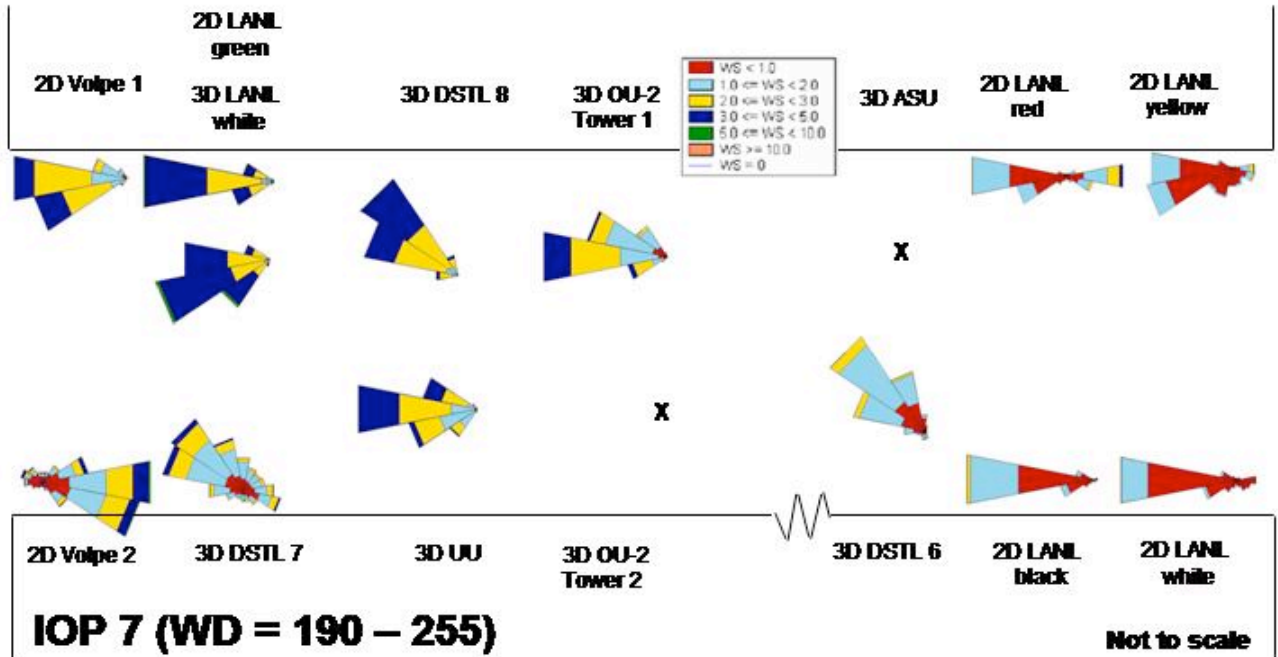 2D LANL
green
2D Volpe 1
3D LANL
white
3D DSTL 8
3D OU-2
Tower 1
WS < 1.0
1.0 <= WS < 2.0
2.0 <= WS < 3.0
3.0 <= WS < 5.0
5.0 <= WS < 10.0
WS >= 10.0
WS = 0
3D ASU
2D LANL
red
2D LANL
yellow
X
X
2D Volpe 2
3D DSTL 7
3D UU
3D OU-2
Tower 2
3D DSTL 6
2D LANL
black
2D LANL
white
IOP 7 (WD = 190 – 255)
Not to scale